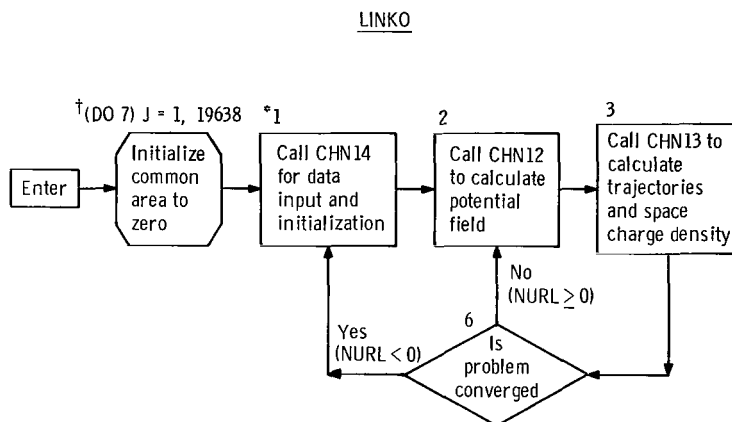 LINKO
†(DO 7) J = 1, 19638
Enter
Initialize
common
area to
zero
*1
Call CHN14
for data
input and
initialization
2
Call CHN12
to calculate
potential
field
3
Call CHN13 to
calculate
trajectories
and space
charge density
No
(NURL ≥ 0)
6
Is
problem
converged
Yes
(NURL < 0)